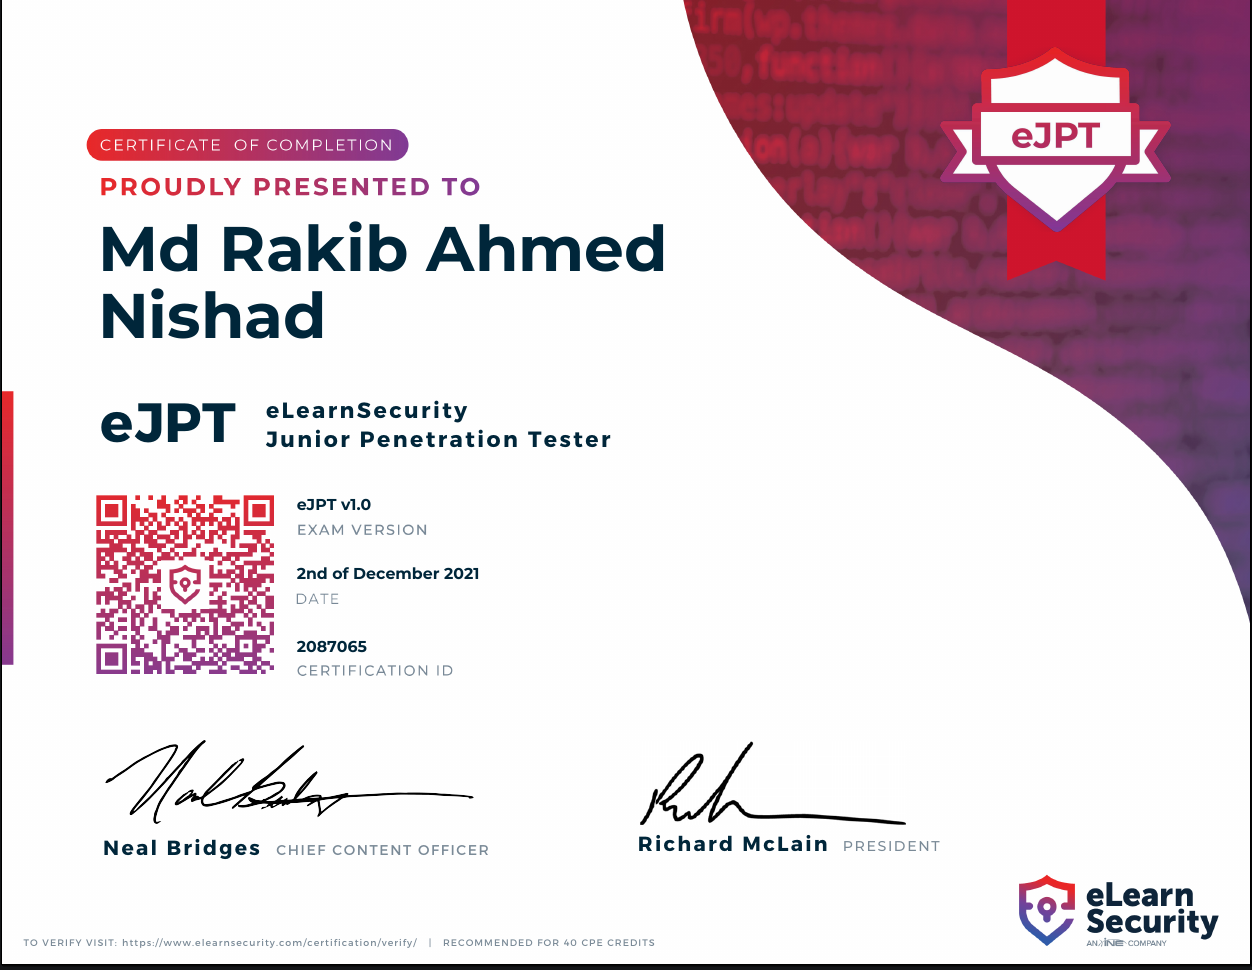 eJPT
CERTIFICATE OF COMPLETION
PROUDLY PRESENTED TO
Md Rakib Ahmed
Nishad
eJPT
eLearnSecurity
Junior Penetration Tester
eJPT v1.0
EXAM VERSION
2nd of December 2021
DATE
2087065
CERTIFICATION ID
Neal Bridges CHIEF CONTENT OFFICER
Richard McLain PRESIDENT
eLearn
Security
AN INE COMPANY
TO VERIFY VISIT: https://www.elearnsecurity.com/certification/verify/ | RECOMMENDED FOR 40 CPE CREDITS